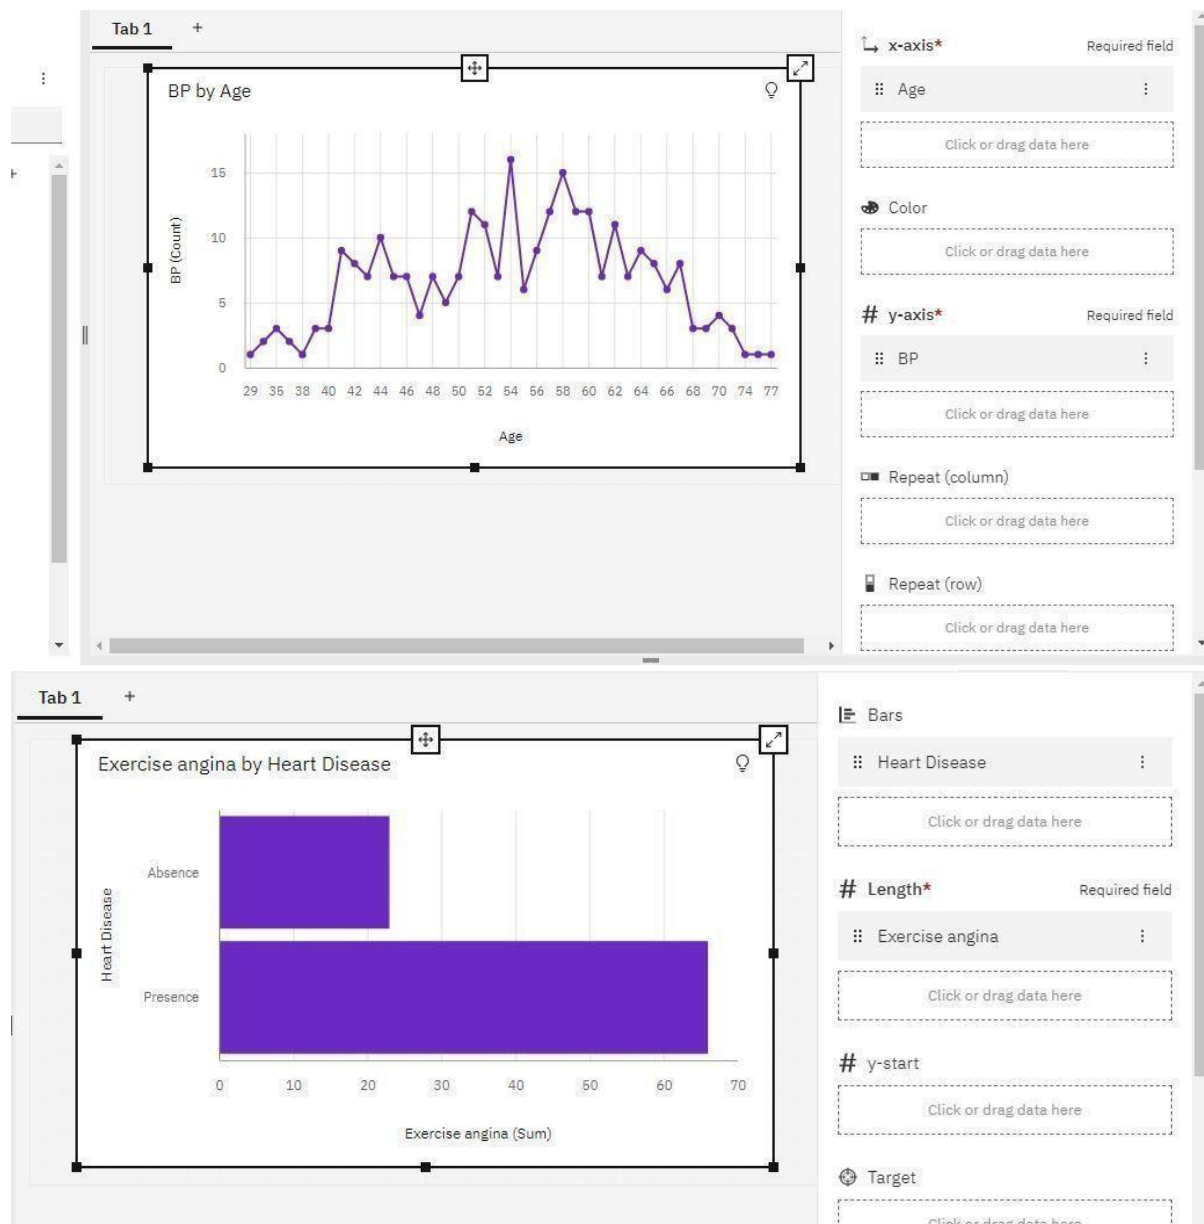 Tab 1 +
x-axis* Required field
Age
Click or drag data here
Color
Click or drag data here
# y-axis* Required field
BP
Click or drag data here
Repeat (column)
Click or drag data here
Repeat (row)
Click or drag data here
BP by Age
BP (Count)
15
10
5
0
29 35 38 40 42 44 46 48 50 52 54 56 58 60 62 64 66 68 70 74 77
Age
Tab 1 +
Exercise angina by Heart Disease
Heart Disease
Absence
Presence
0 10 20 30 40 50 60 70
Exercise angina (Sum)
Bars
Heart Disease
Click or drag data here
# Length* Required field
Exercise angina
Click or drag data here
# y-start
Click or drag data here
Target
Click or drag data here